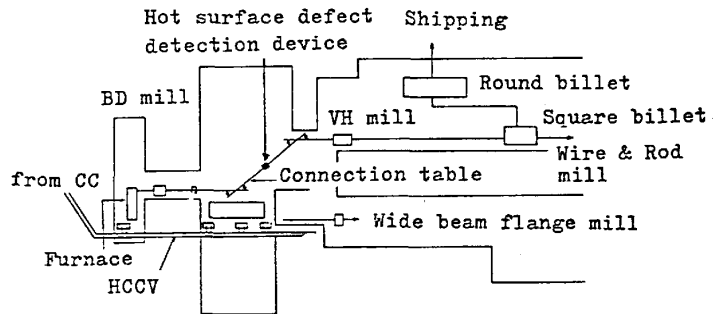 Hot surface defect
detection device
Shipping
BD mill
Round billet
VH mill
Square billet
Connection table
Wire & Rod
mill
from CC
Wide beam flange mill
Furnace
HCCV